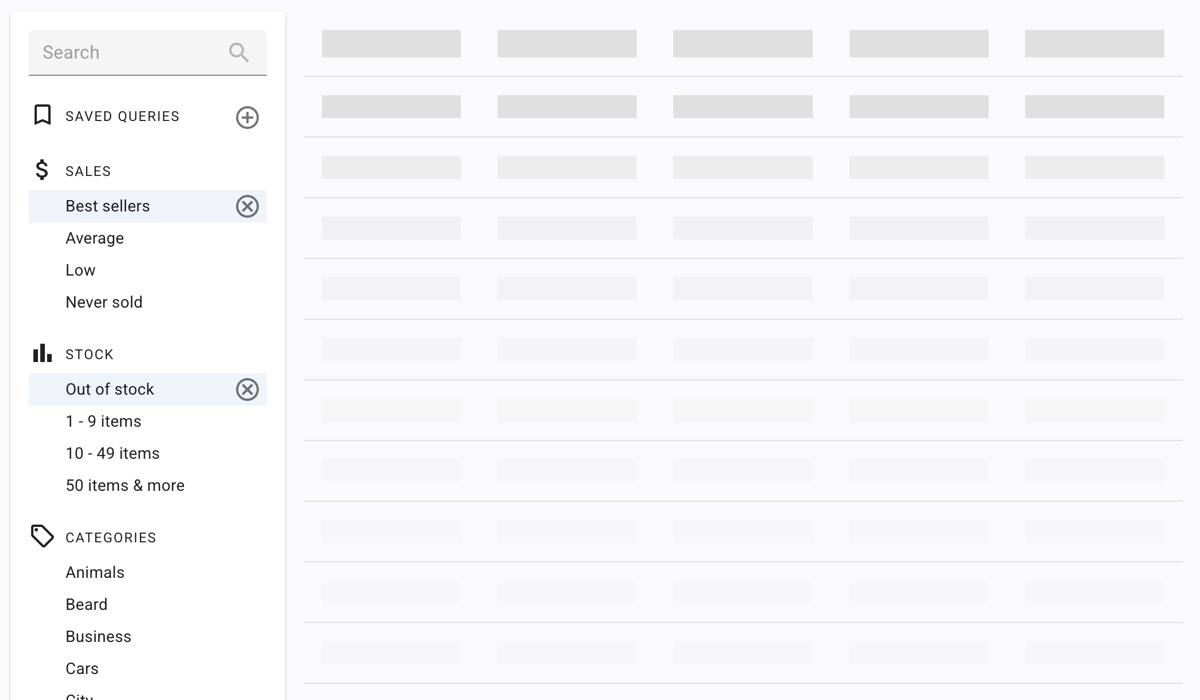 Search
SAVED QUERIES
$ SALES
Best sellers
Average
Low
Never sold
STOCK
Out of stock
1 - 9 items
10 - 49 items
50 items & more
CATEGORIES
Animals
Beard
Business
Cars
City